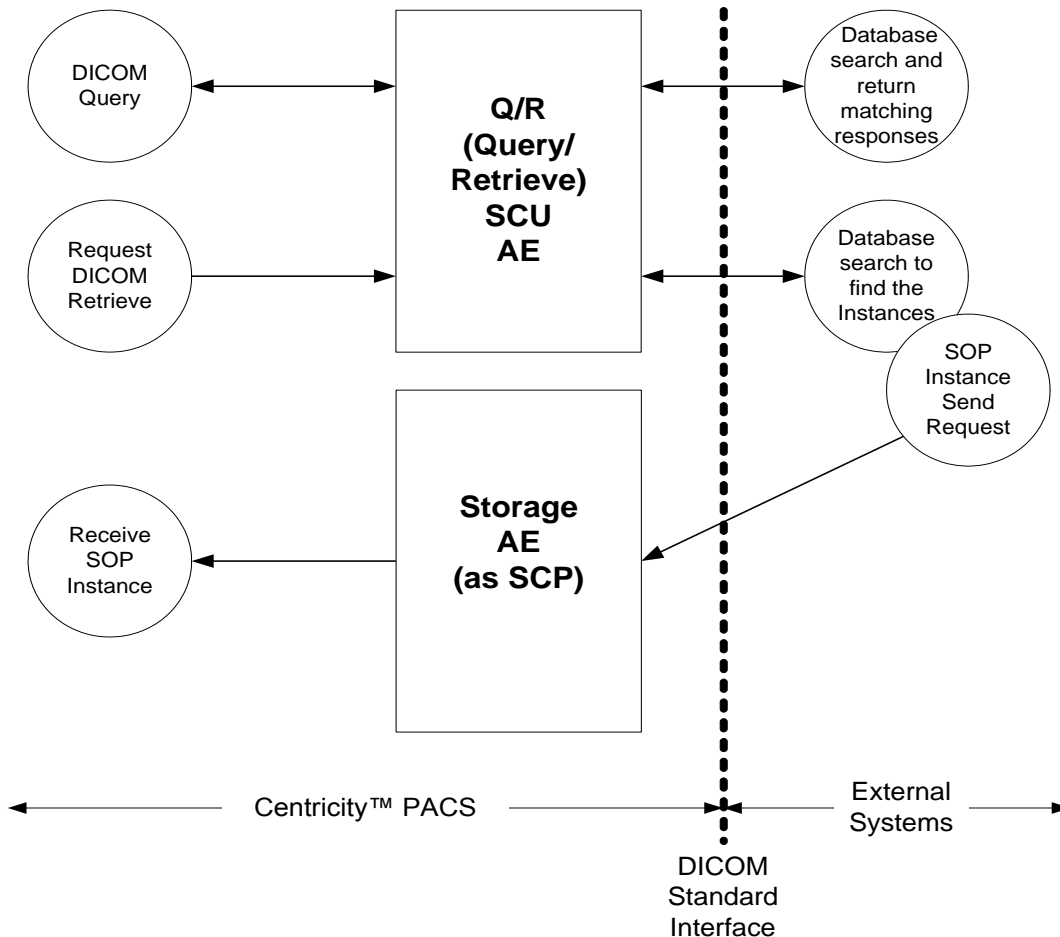 DICOM
Query
Q/R
(Query/
Retrieve)
SCU
AE
Database
search and
return
matching
responses
Request
DICOM
Retrieve
Database
search to
find the
Instances
SOP
Instance
Send
Request
Receive
SOP
Instance
Storage
AE
(as SCP)
Centricity™ PACS
External
Systems
DICOM
Standard
Interface